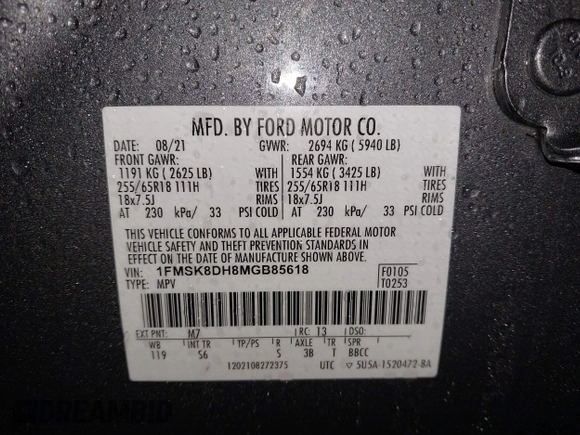 MFD. BY FORD MOTOR CO.
DATE: 08/21 GVWR: 2694 KG ( 5940 LB)
FRONT GAWR: REAR GAWR:
1191 KG ( 2625 LB) WITH 1554 KG ( 3425 LB) WITH
255/65R18 111H TIRES 255/65R18 111H TIRES
18x7.5J RIMS 18x7.5J RIMS
AT 230 kPa/ 33 PSI COLD AT 230 kPa/ 33 PSI COLD
THIS VEHICLE CONFORMS TO ALL APPLICABLE FEDERAL MOTOR
VEHICLE SAFETY AND THEFT PREVENTION STANDARDS IN
EFFECT ON THE DATE OF MANUFACTURE SHOWN ABOVE.
VIN: 1FMSK8DH8MGB85618 F0105
TYPE: MPV T0253
EXT PNT: M7 RC: 13 DSO:
WB INT TR TP/PS R AXLE TR SPR
119 S6 S 3B T BBCC
1202108272375 UTC ▽ 5U5A-1520472-BA
DREAMBID